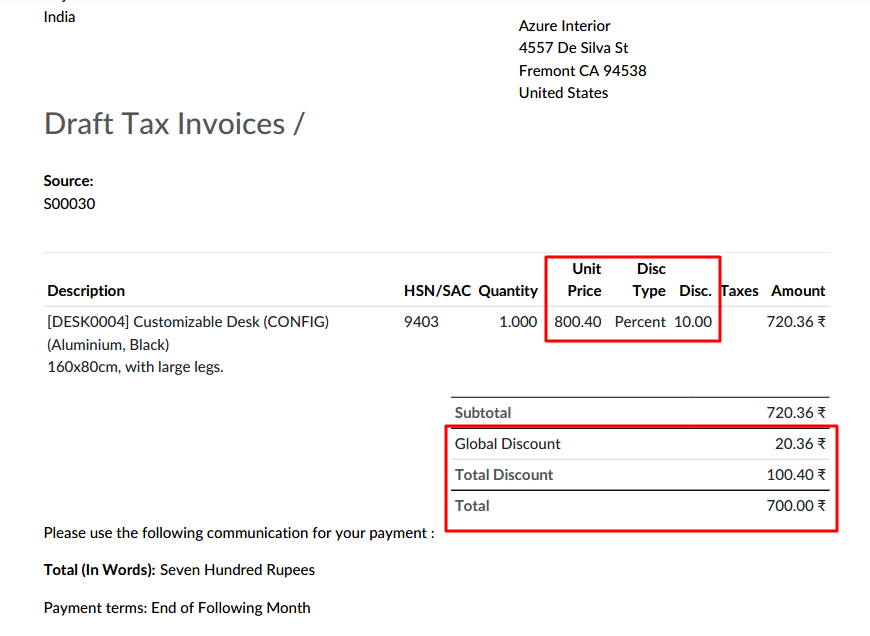 India
Azure Interior
4557 De Silva St
Fremont CA 94538
United States
Draft Tax Invoices /
Source:
S00030
Description HSN/SAC Quantity Unit Price Disc Type Disc. Taxes Amount
[DESK0004] Customizable Desk (CONFIG) 9403 1.000 800.40 Percent 10.00 720.36 ₹
(Aluminium, Black)
160x80cm, with large legs.
Subtotal 720.36 ₹
Global Discount 20.36 ₹
Total Discount 100.40 ₹
Total 700.00 ₹
Please use the following communication for your payment :
Total (In Words): Seven Hundred Rupees
Payment terms: End of Following Month